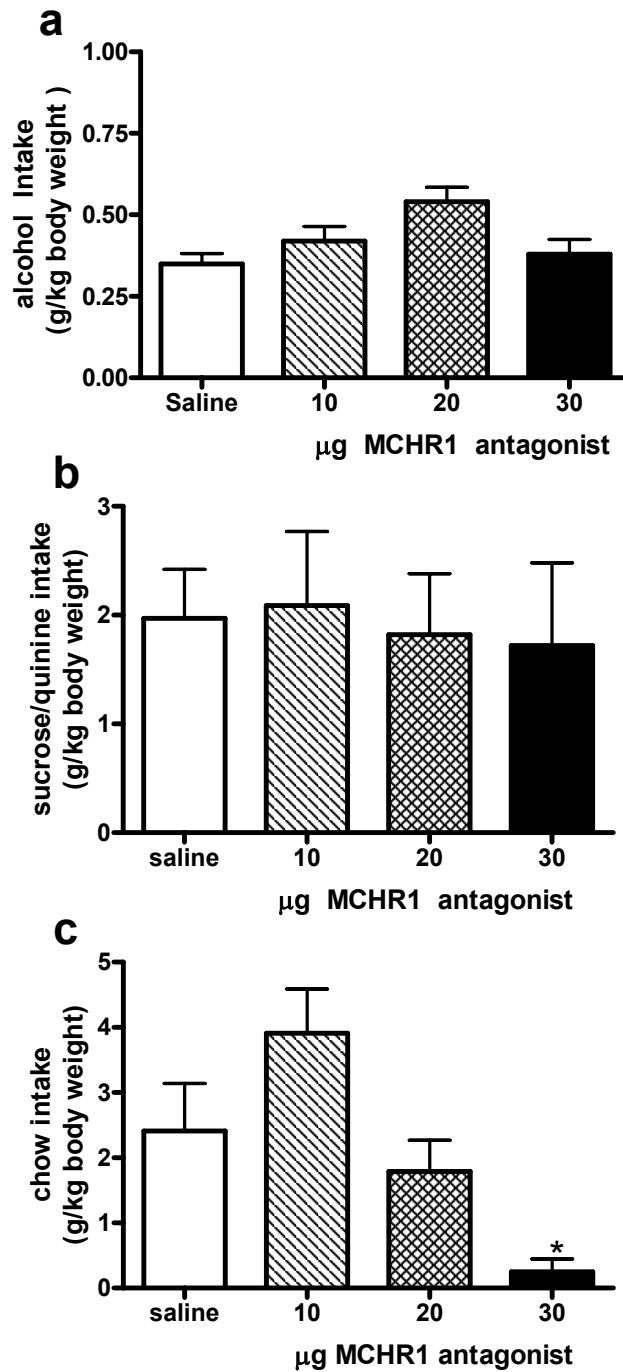 a
alcohol Intake
(g/kg body weight )
1.00
0.75
0.50
0.25
0.00
Saline 10 20 30
μg MCHR1 antagonist
b
sucrose/quinine intake
(g/kg body weight)
3
2
1
0
saline 10 20 30
μg MCHR1 antagonist
c
chow intake
(g/kg body weight)
5
4
3
2
1
0
*
saline 10 20 30
μg MCHR1 antagonist